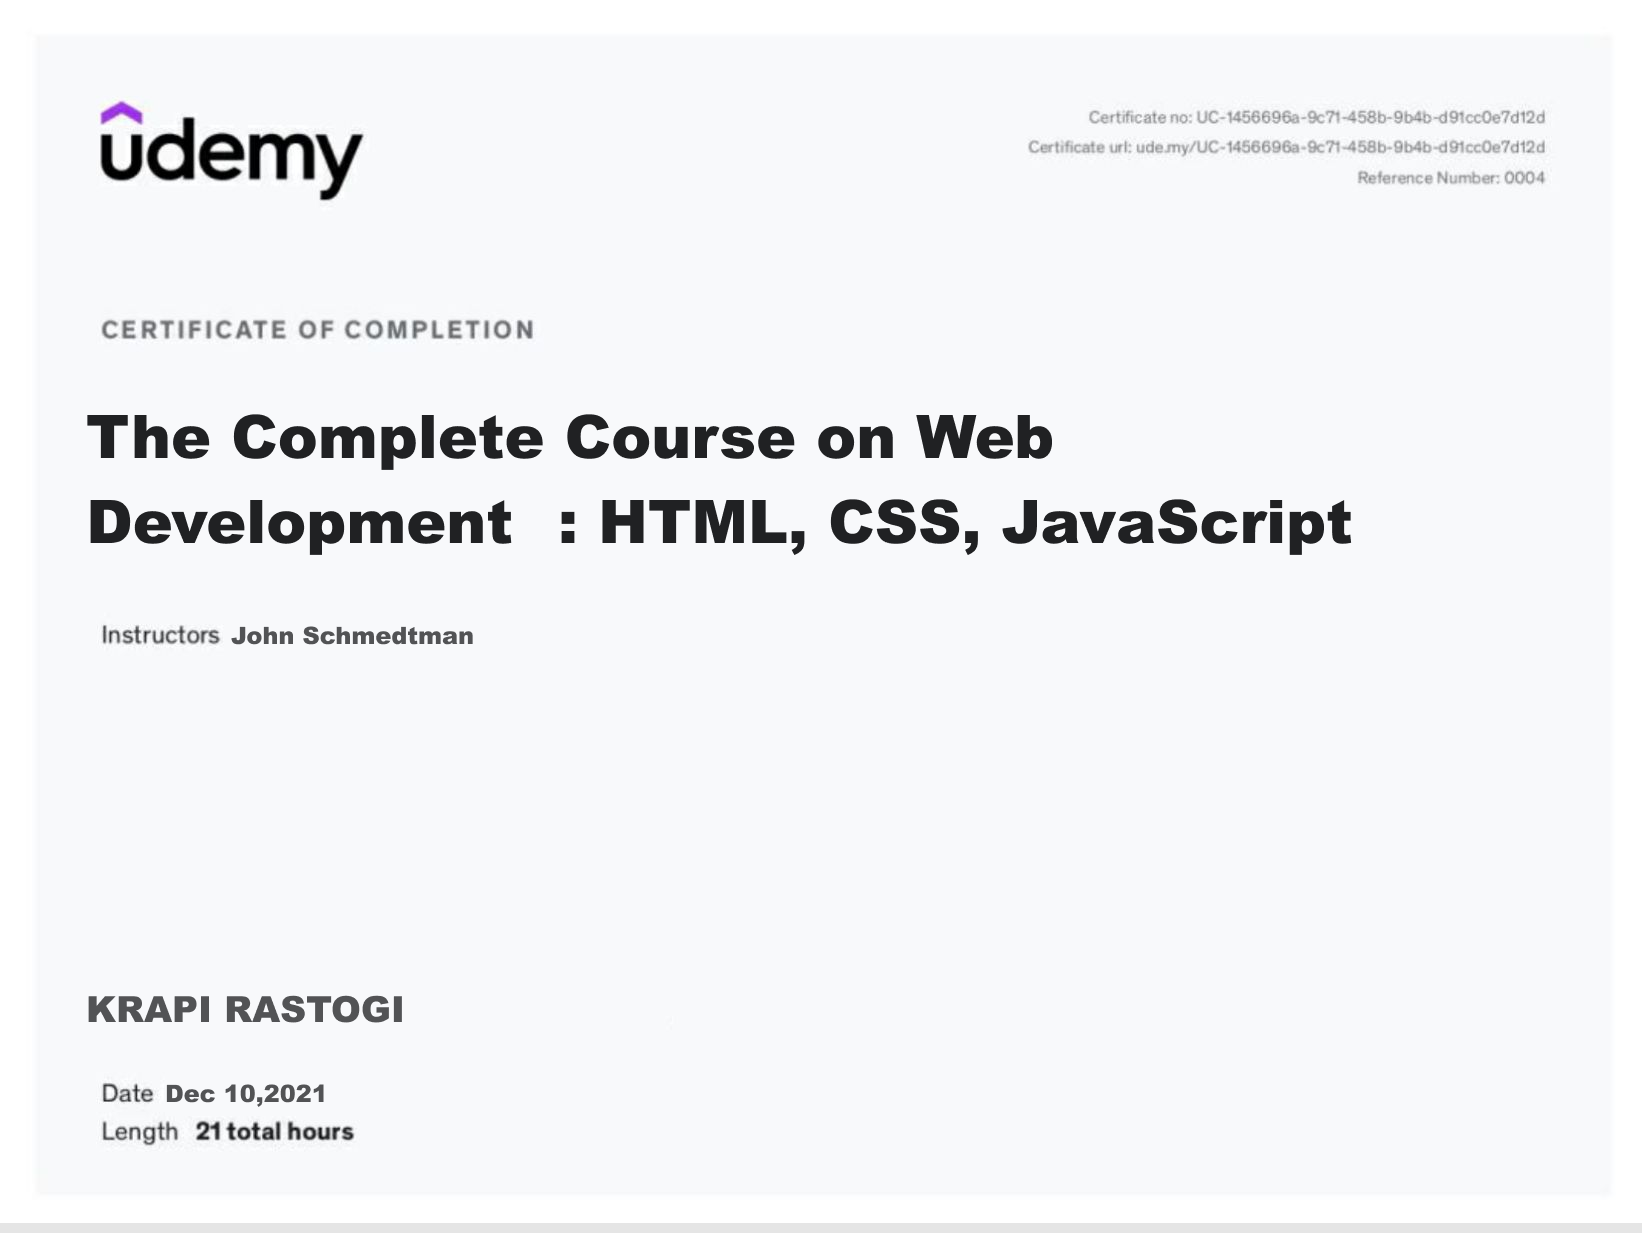 udemy
Certificate no: UC-1456696a-9c71-458b-9b4b-d91cc0e7d12d
Certificate url: ude.my/UC-1456696a-9c71-458b-9b4b-d91cc0e7d12d
Reference Number: 0004
CERTIFICATE OF COMPLETION
The Complete Course on Web
Development : HTML, CSS, JavaScript
Instructors John Schmedtman
KRAPI RASTOGI
Date Dec 10,2021
Length 21 total hours